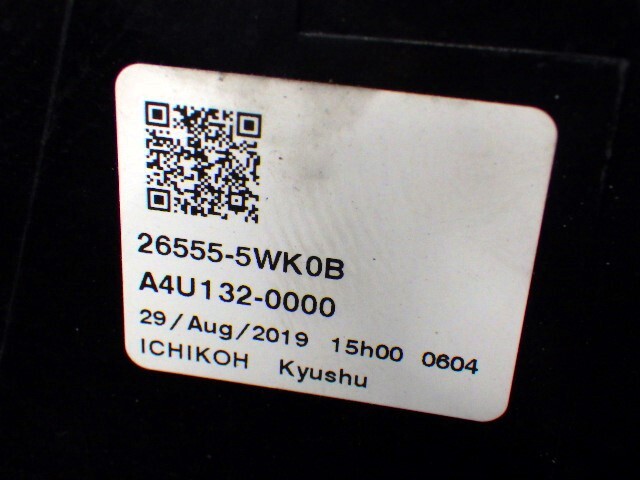 26555-5WK0B
A4U132-0000
29/Aug/2019 15h00 0604
ICHIKOH Kyushu